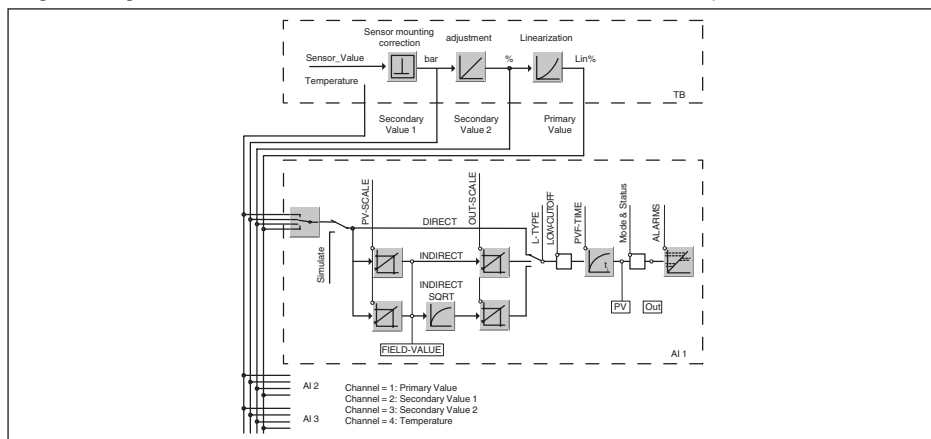 Sensor mounting
correction
adjustment
Linearization
Sensor_Value
bar
%
Lin%
Temperature
TB
Secondary
Value 1
Secondary
Value 2
Primary
Value
PV-SCALE
OUT-SCALE
L-TYPE
LOW-CUTOFF
PVF-TIME
Mode & Status
ALARMS
Simulate
DIRECT
INDIRECT
INDIRECT
SQRT
t
PV
Out
FIELD-VALUE
AI 1
AI 2
AI 3
Channel = 1: Primary Value
Channel = 2: Secondary Value 1
Channel = 3: Secondary Value 2
Channel = 4: Temperature